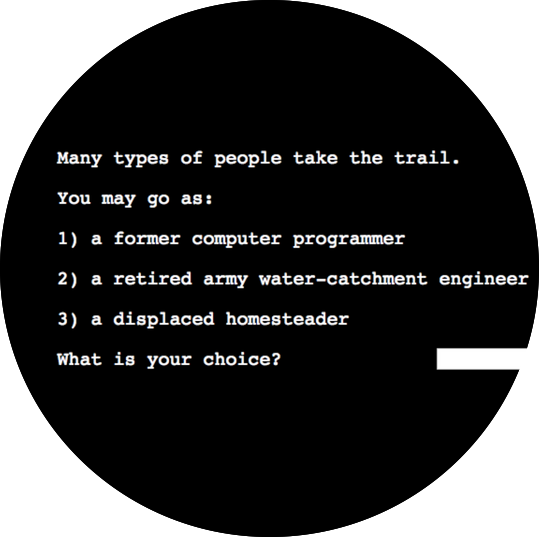 Many types of people take the trail.
You may go as:
1) a former computer programmer
2) a retired army water-catchment engineer
3) a displaced homesteader
What is your choice?